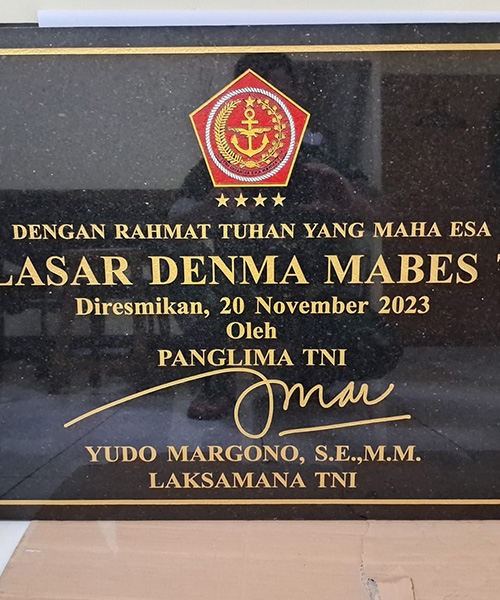 DENGAN RAHMAT TUHAN YANG MAHA ESA
LASAR DENMA MABES
Diresmikan, 20 November 2023
Oleh
PANGLIMA TNI
YUDO MARGONO, S.E.,M.M.
LAKSAMANA TNI